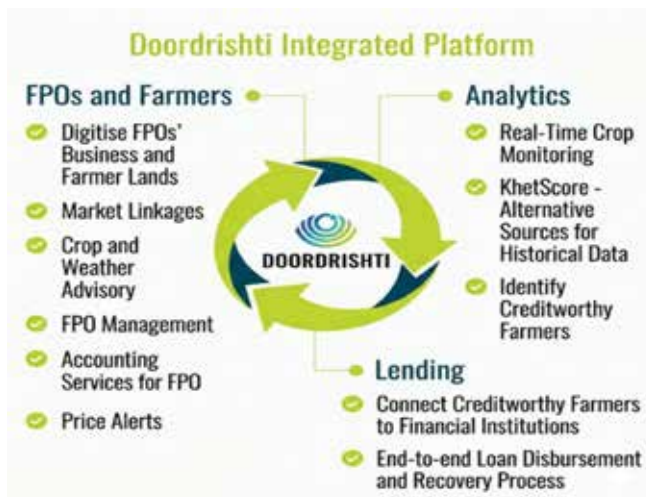 Doordrishti Integrated Platform
FPOs and Farmers
Digitise FPOs'
Business and
Farmer Lands
Market Linkages
Crop and
Weather
Advisory
FPO Management
Accounting
Services for FPO
Price Alerts
DOORDRISHTI
Analytics
Real-Time Crop
Monitoring
KhetScore -
Alternative
Sources for
Historical Data
Identify
Creditworthy
Farmers
Lending
Connect Creditworthy Farmers
to Financial Institutions
End-to-end Loan Disbursement
and Recovery Process